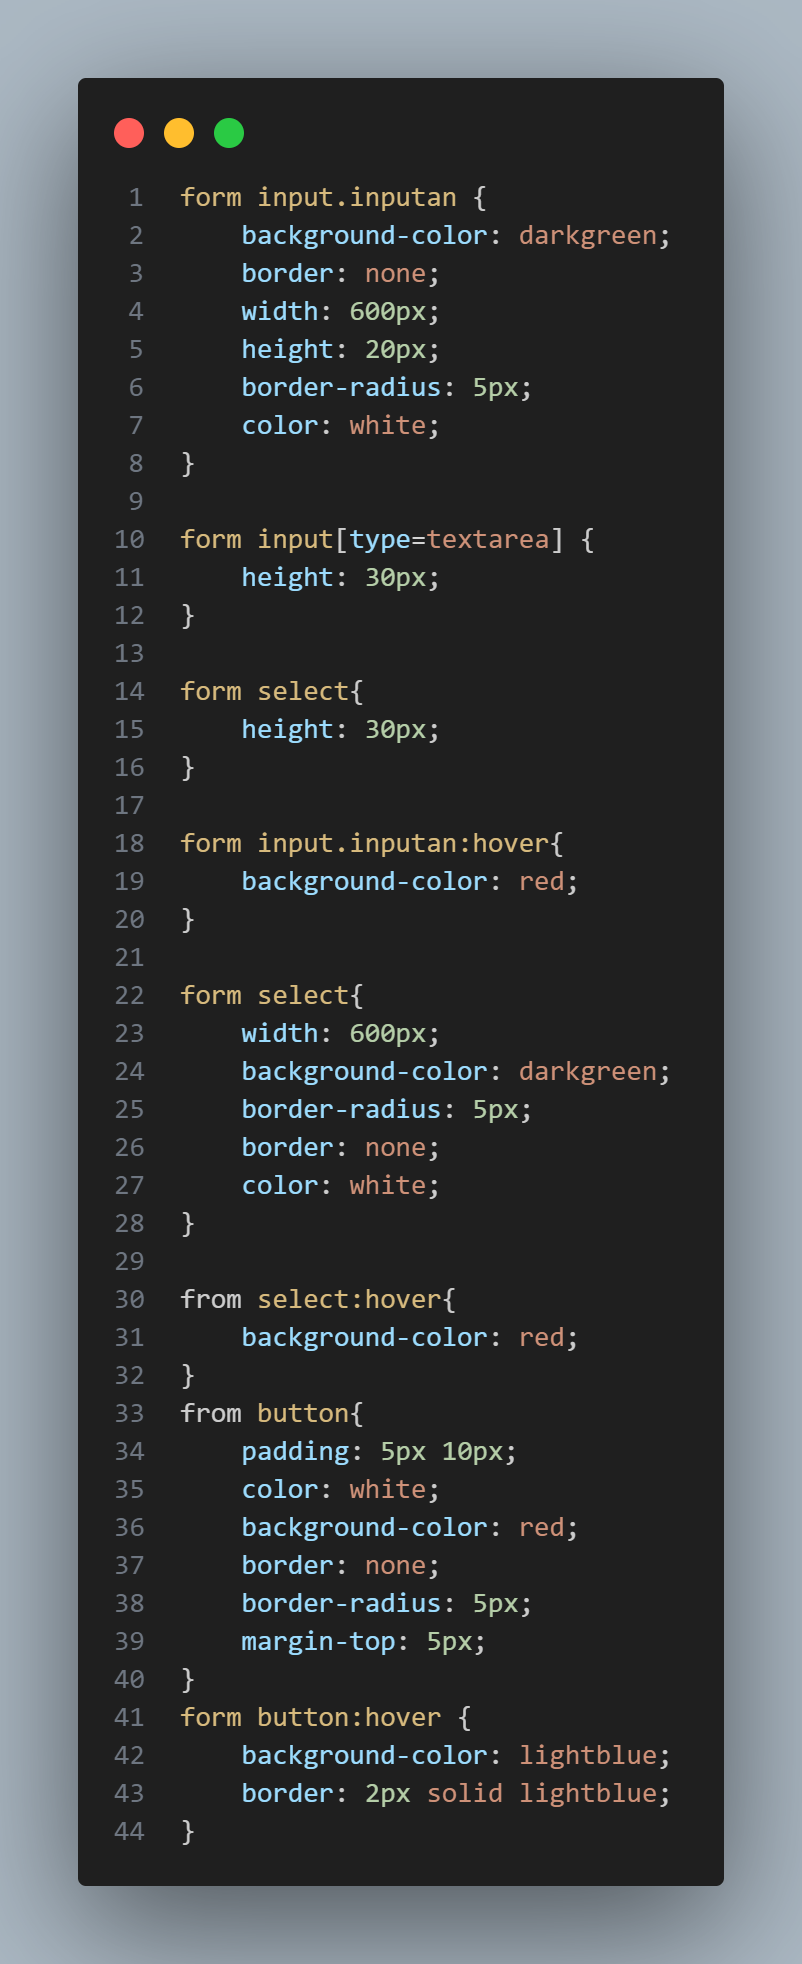 1 form input.inputan {
2     background-color: darkgreen;
3     border: none;
4     width: 600px;
5     height: 20px;
6     border-radius: 5px;
7     color: white;
8 }
9
10 form input[type=textarea] {
11     height: 30px;
12 }
13
14 form select{
15     height: 30px;
16 }
17
18 form input.inputan:hover{
19     background-color: red;
20 }
21
22 form select{
23     width: 600px;
24     background-color: darkgreen;
25     border-radius: 5px;
26     border: none;
27     color: white;
28 }
29
30 from select:hover{
31     background-color: red;
32 }
33 from button{
34     padding: 5px 10px;
35     color: white;
36     background-color: red;
37     border: none;
38     border-radius: 5px;
39     margin-top: 5px;
40 }
41 form button:hover {
42     background-color: lightblue;
43     border: 2px solid lightblue;
44 }